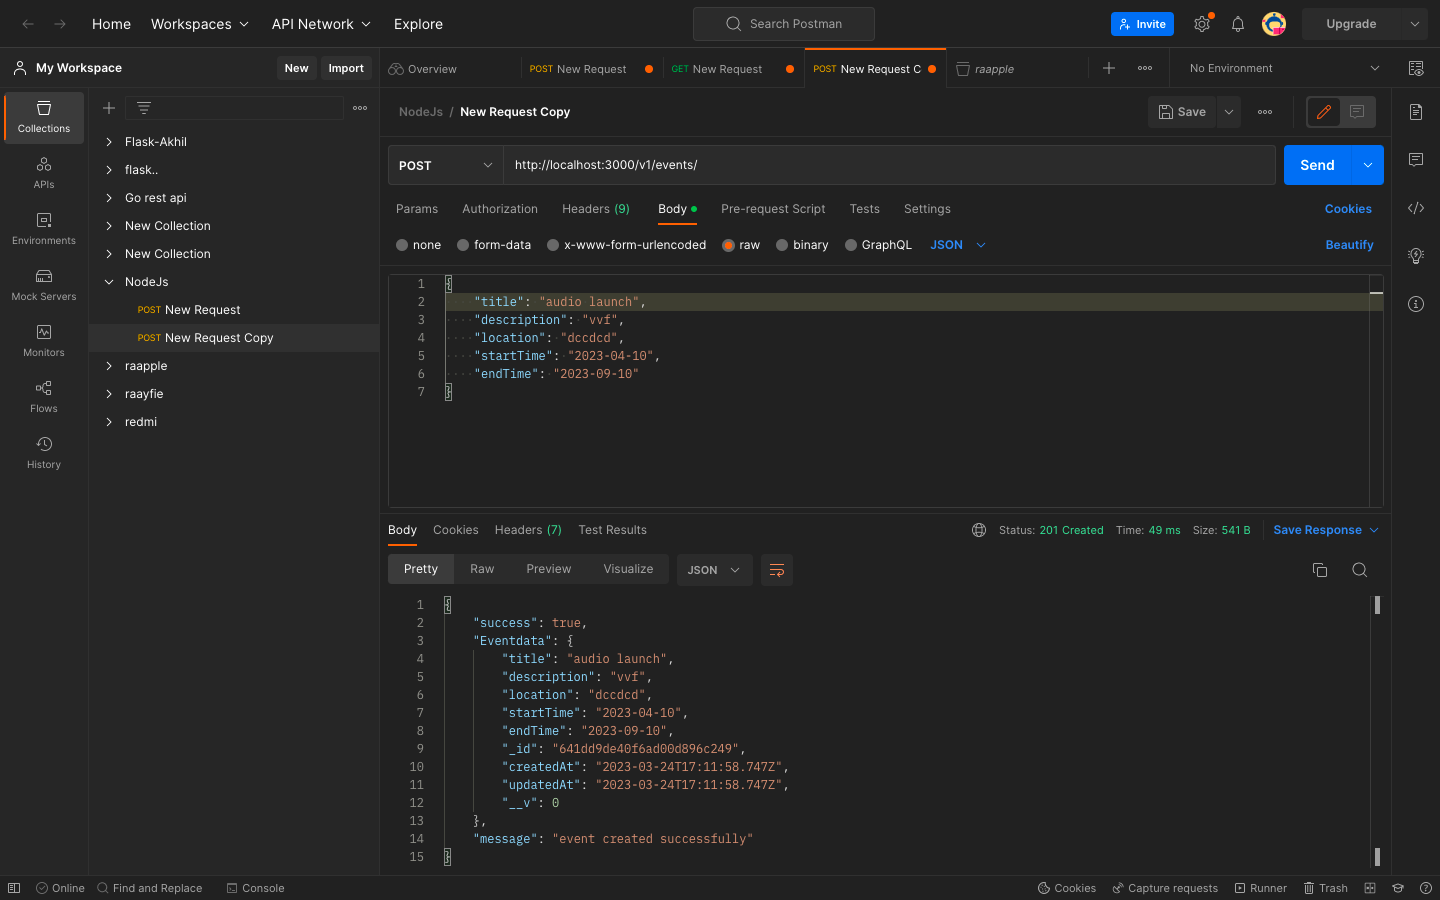 Home Workspaces API Network Explore Search Postman Invite Upgrade
My Workspace New Import Overview POST New Request GET New Request POST New Request C raapple No Environment
Collections
APIs
Environments
Mock Servers
Monitors
Flows
History
Flask-Akhil
flask..
Go rest api
New Collection
New Collection
NodeJs
POST New Request
POST New Request Copy
raapple
raayfie
redmi
NodeJs / New Request Copy Save
POST http://localhost:3000/v1/events/ Send
Params Authorization Headers (9) Body Pre-request Script Tests Settings Cookies
none form-data x-www-form-urlencoded raw binary GraphQL JSON Beautify
1 {
2 "title": "audio launch",
3 "description": "vvf",
4 "location": "dccdcd",
5 "startTime": "2023-04-10",
6 "endTime": "2023-09-10"
7 }
Body Cookies Headers (7) Test Results Status: 201 Created Time: 49 ms Size: 541 B Save Response
Pretty Raw Preview Visualize JSON
1 {
2 "success": true,
3 "Eventdata": {
4 "title": "audio launch",
5 "description": "vvf",
6 "location": "dccdcd",
7 "startTime": "2023-04-10",
8 "endTime": "2023-09-10",
9 "_id": "641dd9de40f6ad00d896c249",
10 "createdAt": "2023-03-24T17:11:58.747Z",
11 "updatedAt": "2023-03-24T17:11:58.747Z",
12 "__v": 0
13 },
14 "message": "event created successfully"
15 }
Online Find and Replace Console Cookies Capture requests Runner Trash